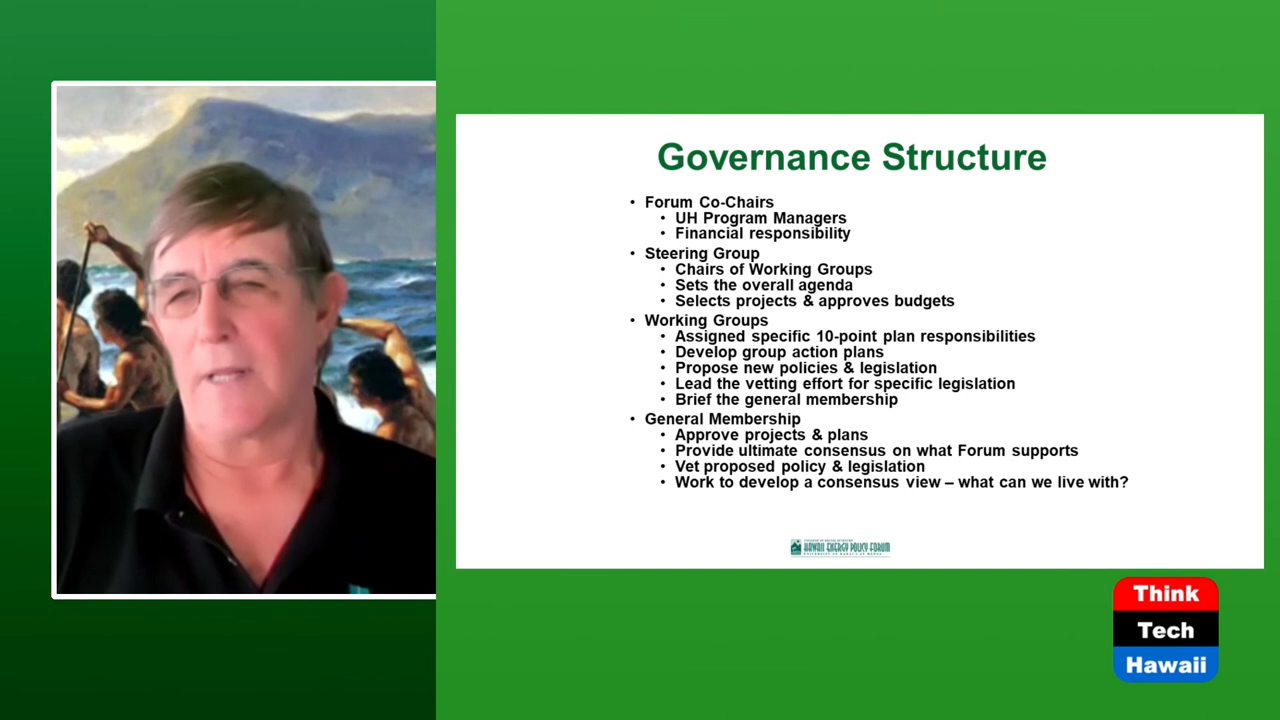 Governance Structure
• Forum Co-Chairs
• UH Program Managers
• Financial responsibility
• Steering Group
• Chairs of Working Groups
• Sets the overall agenda
• Selects projects & approves budgets
• Working Groups
• Assigned specific 10-point plan responsibilities
• Develop group action plans
• Propose new policies & legislation
• Lead the vetting effort for specific legislation
• Brief the general membership
• General Membership
• Approve projects & plans
• Provide ultimate consensus on what Forum supports
• Vet proposed policy & legislation
• Work to develop a consensus view – what can we live with?
HAWAII ENERGY POLICY FORUM
Think
Tech
Hawaii